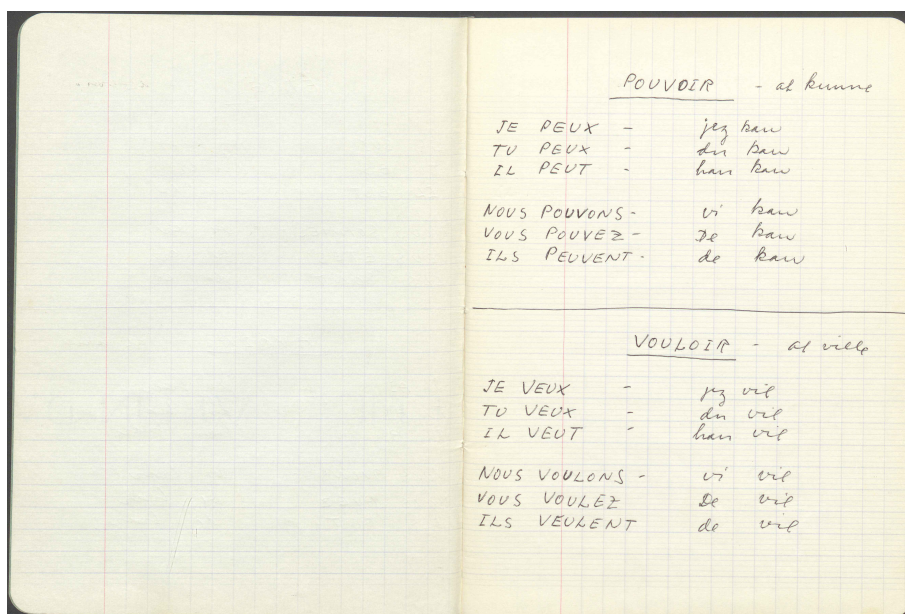 POUVOIR - at kunne
JE PEUX - jeg kan
TU PEUX - du kan
IL PEUT - han kan
NOUS POUVONS - vi kan
VOUS POUVEZ - De kan
ILS PEUVENT - de kan
VOULOIR - at ville
JE VEUX - jeg vil
TU VEUX - du vil
IL VEUT - han vil
NOUS VOULONS - vi vil
VOUS VOULEZ De vil
ILS VEULENT de vil